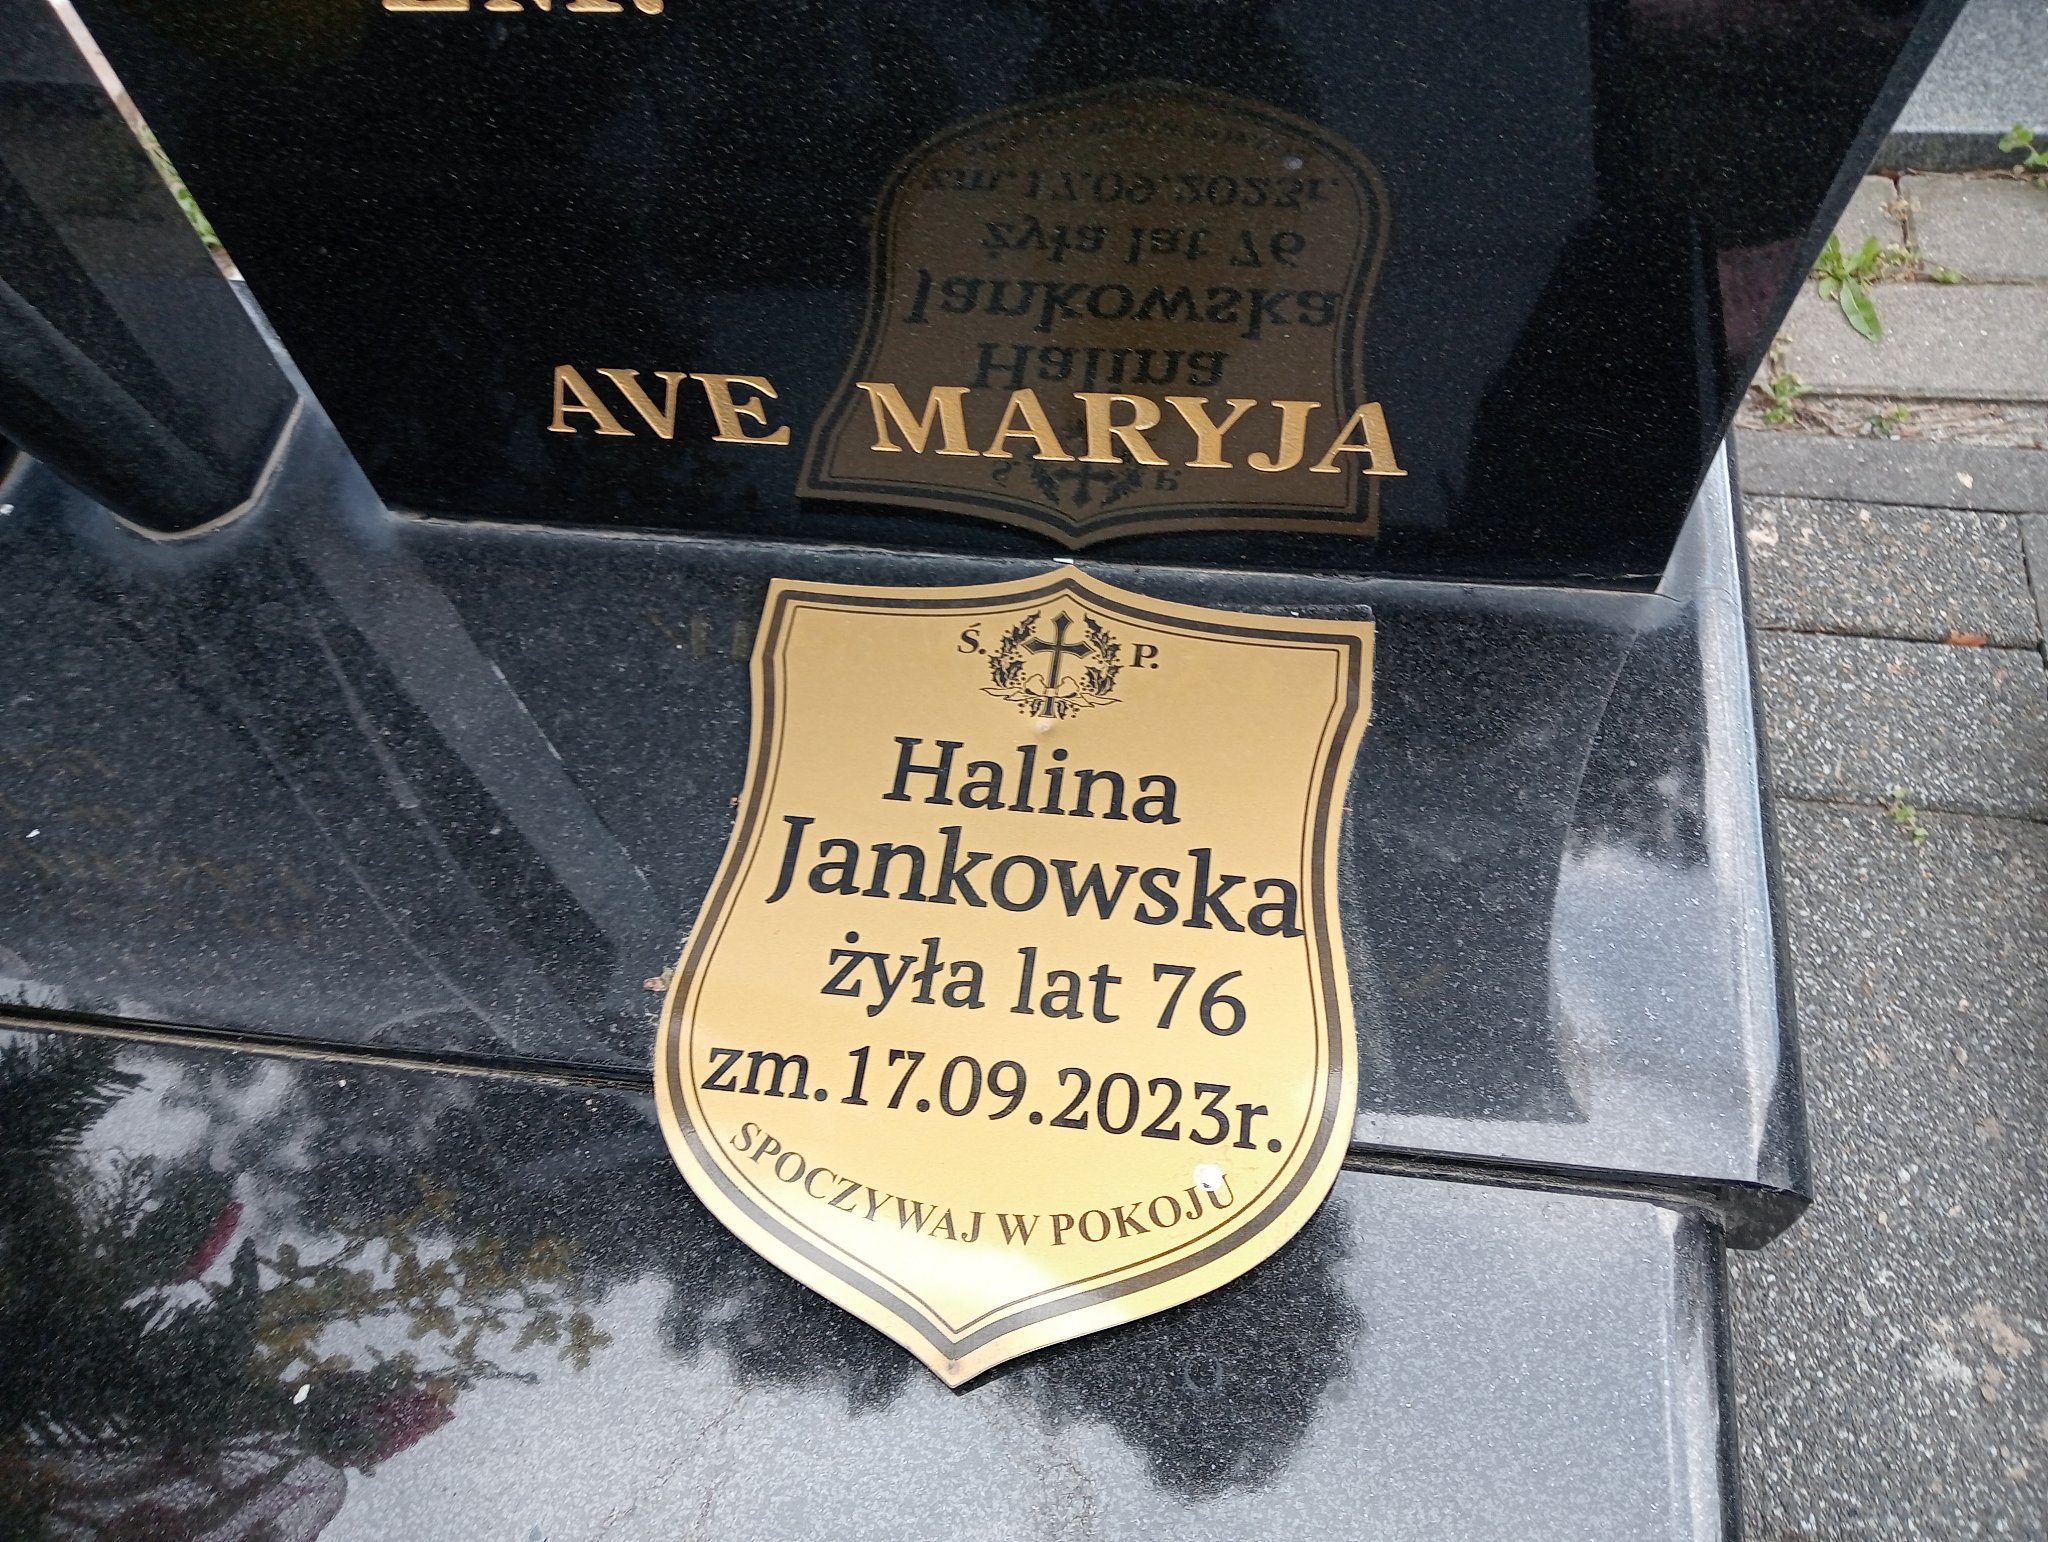 AVE MARYJA
Ś. P.
Halina
Jankowska
żyła lat 76
zm. 17.09.2023r.
SPOCZYWAJ W POKOJU